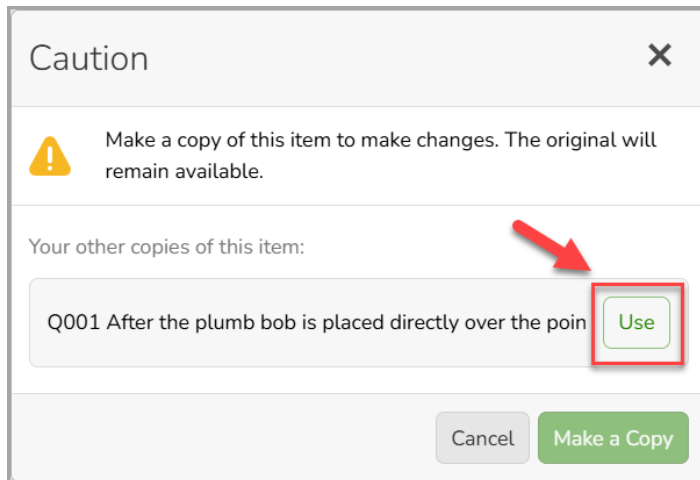 Caution
Make a copy of this item to make changes. The original will
remain available.
Your other copies of this item:
Q001 After the plumb bob is placed directly over the poin
Use
Cancel
Make a Copy